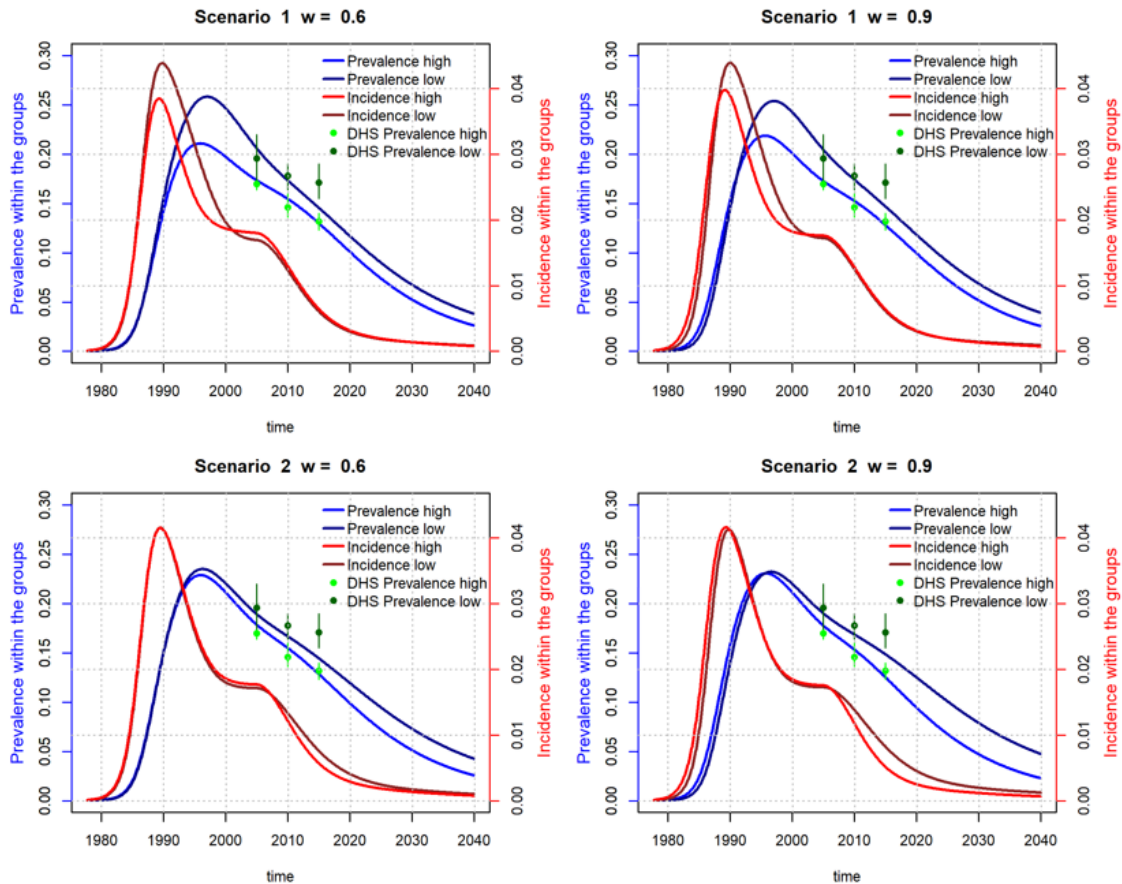 Scenario 1 w = 0.6
Prevalence within the groups
0.00 0.05 0.10 0.15 0.20 0.25 0.30
Prevalence high
Prevalence low
Incidence high
Incidence low
DHS Prevalence high
DHS Prevalence low
0.00 0.01 0.02 0.03 0.04
Incidence within the groups
1980 1990 2000 2010 2020 2030 2040
time
Scenario 1 w = 0.9
Prevalence within the groups
0.00 0.05 0.10 0.15 0.20 0.25 0.30
Prevalence high
Prevalence low
Incidence high
Incidence low
DHS Prevalence high
DHS Prevalence low
0.00 0.01 0.02 0.03 0.04
Incidence within the groups
1980 1990 2000 2010 2020 2030 2040
time
Scenario 2 w = 0.6
Prevalence within the groups
0.00 0.05 0.10 0.15 0.20 0.25 0.30
Prevalence high
Prevalence low
Incidence high
Incidence low
DHS Prevalence high
DHS Prevalence low
0.00 0.01 0.02 0.03 0.04
Incidence within the groups
1980 1990 2000 2010 2020 2030 2040
time
Scenario 2 w = 0.9
Prevalence within the groups
0.00 0.05 0.10 0.15 0.20 0.25 0.30
Prevalence high
Prevalence low
Incidence high
Incidence low
DHS Prevalence high
DHS Prevalence low
0.00 0.01 0.02 0.03 0.04
Incidence within the groups
1980 1990 2000 2010 2020 2030 2040
time